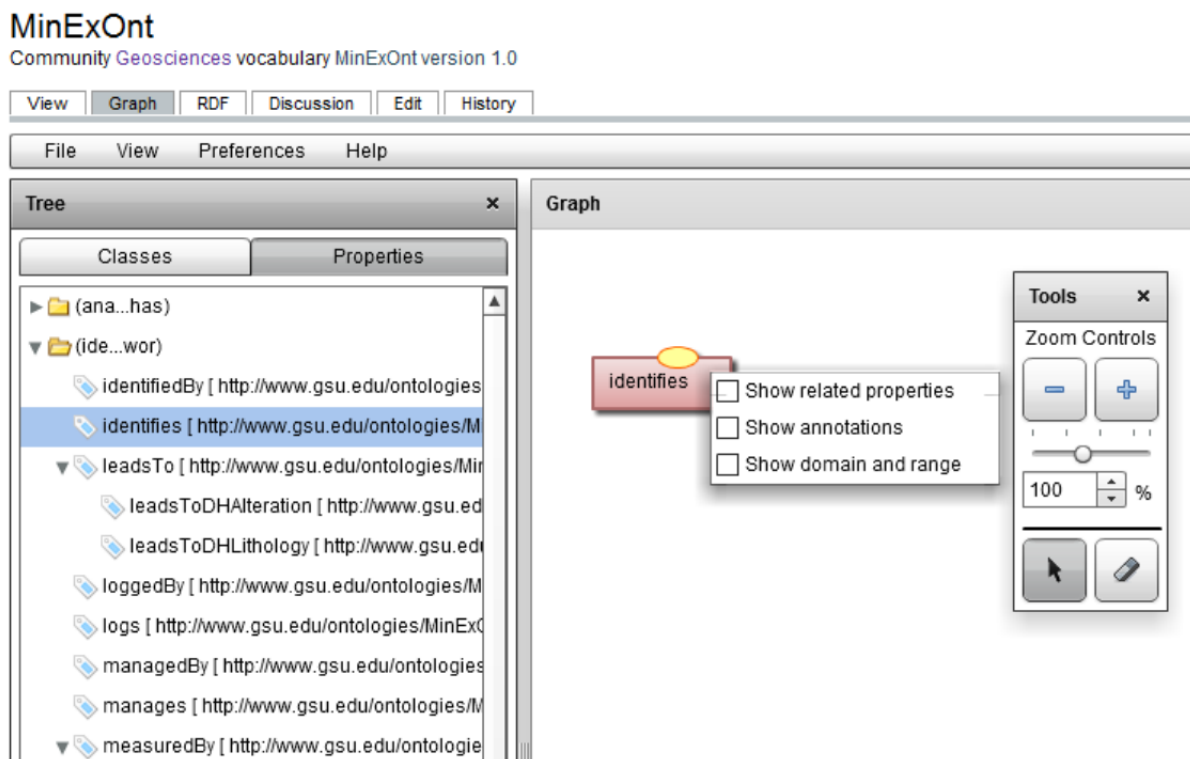 MinExOnt
Community Geosciences vocabulary MinExOnt version 1.0
View Graph RDF Discussion Edit History
File View Preferences Help
Tree
Classes Properties
(ana...has)
(ide...wor)
identifiedBy [ http://www.gsu.edu/ontologies
identifies [ http://www.gsu.edu/ontologies/M
leadsTo [ http://www.gsu.edu/ontologies/Min
leadsToDHAlteration [ http://www.gsu.ed
leadsToDHLithology [ http://www.gsu.edu
loggedBy [ http://www.gsu.edu/ontologies/M
logs [ http://www.gsu.edu/ontologies/MinExO
managedBy [ http://www.gsu.edu/ontologies
manages [ http://www.gsu.edu/ontologies/M
measuredBy [ http://www.gsu.edu/ontologie
Graph
identifies
Show related properties
Show annotations
Show domain and range
Tools
Zoom Controls
100 %